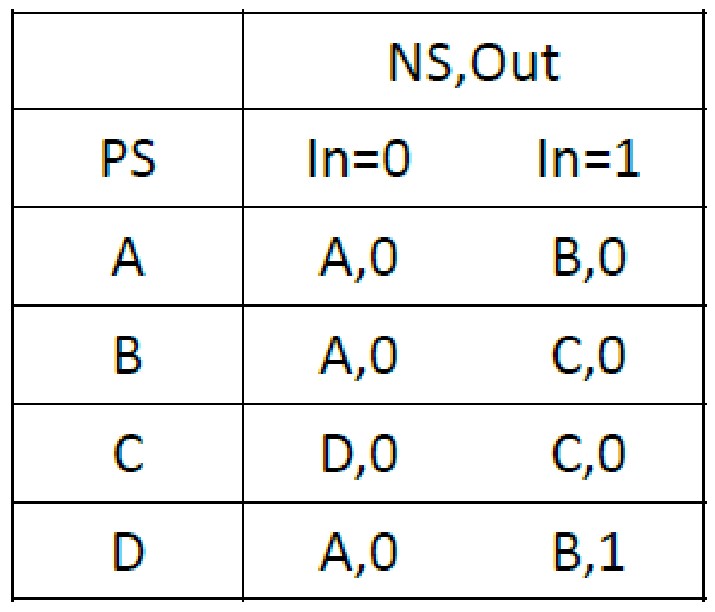 NS,Out
PS In=0 In=1
A A,0 B,0
B A,0 C,0
C D,0 C,0
D A,0 B,1